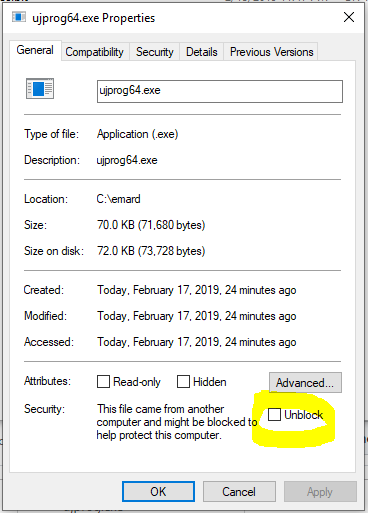 ujprog64.exe Properties
General Compatibility Security Details Previous Versions
ujprog64.exe
Type of file: Application (.exe)
Description: ujprog64.exe
Location: C:\emard
Size: 70.0 KB (71,680 bytes)
Size on disk: 72.0 KB (73,728 bytes)
Created: Today, February 17, 2019, 24 minutes ago
Modified: Today, February 17, 2019, 24 minutes ago
Accessed: Today, February 17, 2019, 24 minutes ago
Attributes: Read-only Hidden Advanced...
Security: This file came from another
computer and might be blocked to
help protect this computer.
Unblock
OK Cancel Apply